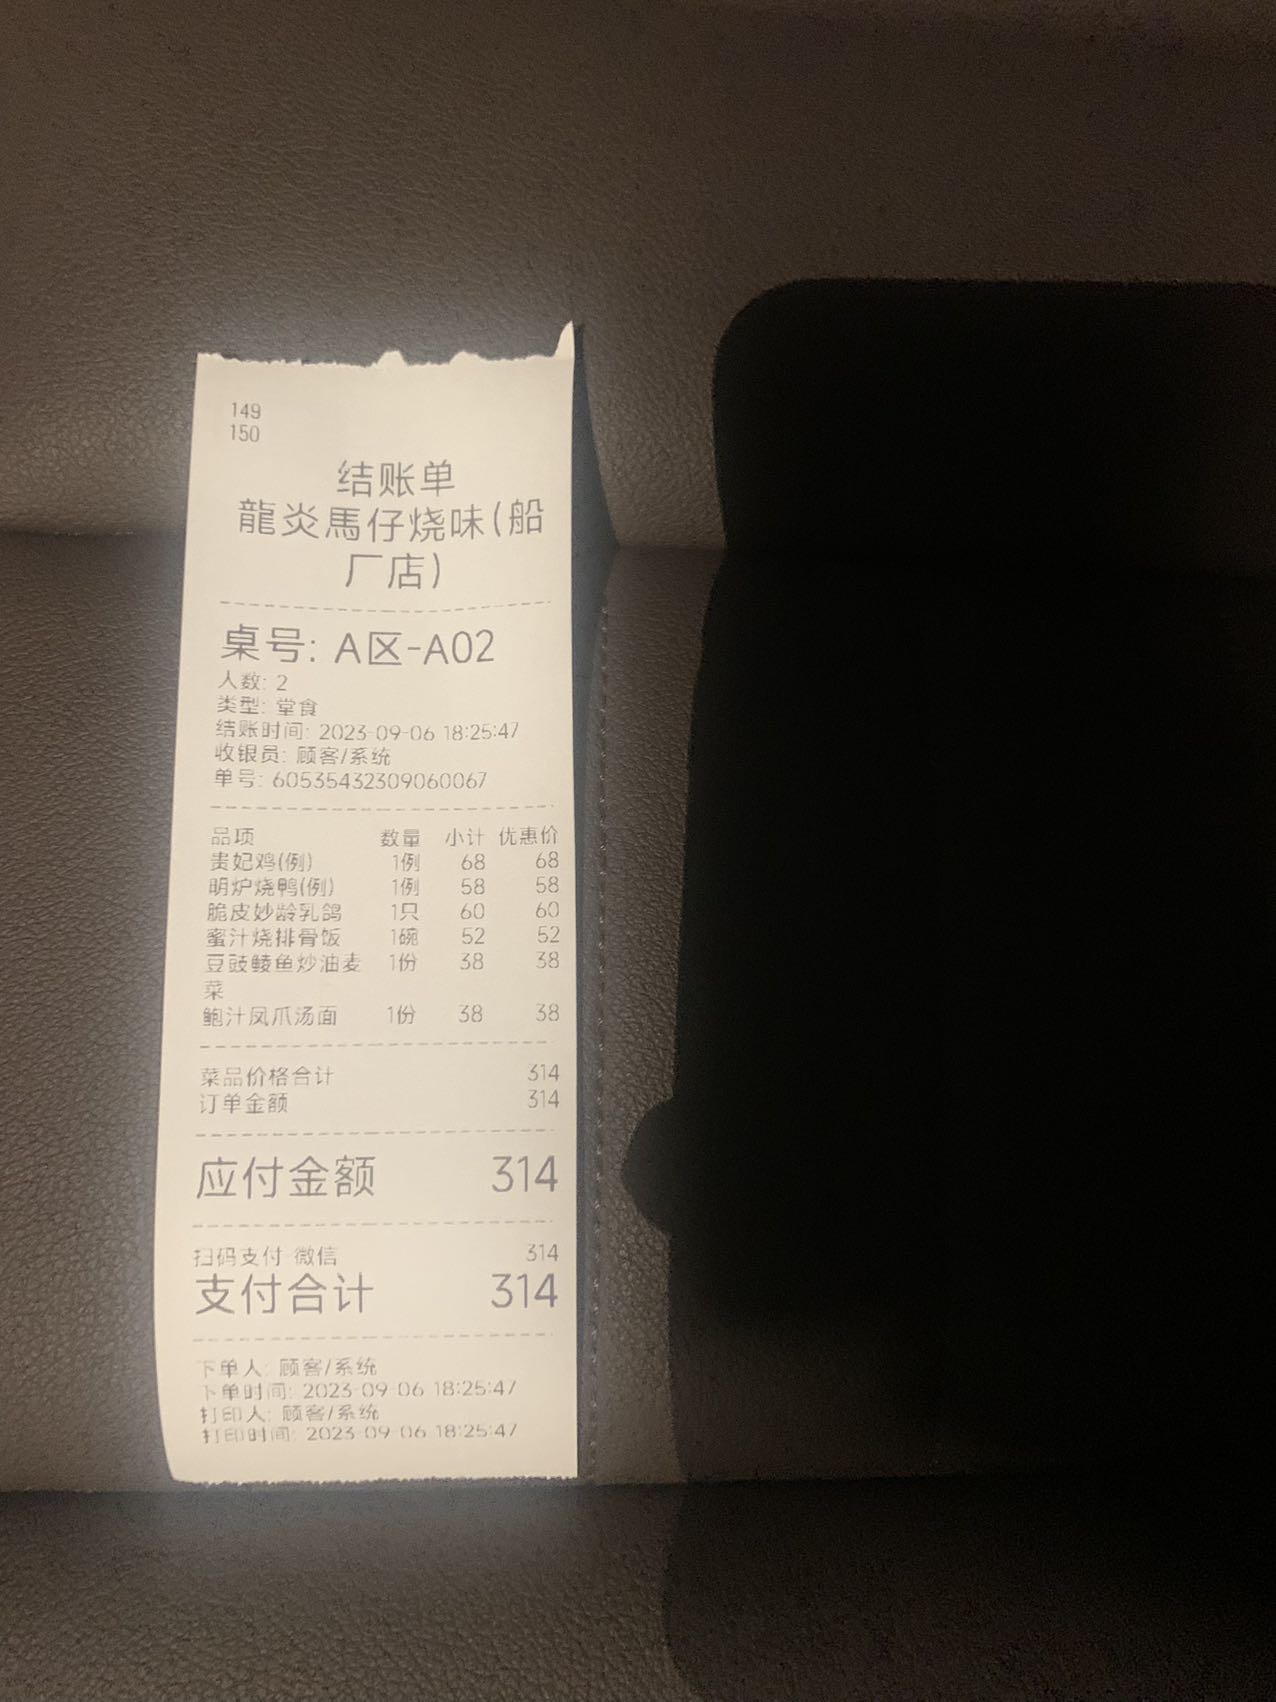 149
150
结账单
龍炎馬仔烧味(船
厂店)
桌号: A区-A02
人数: 2
类型: 堂食
结账时间: 2023-09-06 18:25:47
收银员: 顾客/系统
单号: 605354322309060067
品项 数量 小计 优惠价
贵妃鸡(例) 1例 68 68
明炉烧鸭(例) 1例 58 58
脆皮妙龄乳鸽 1只 60 60
蜜汁烧排骨饭 1碗 52 52
豆豉鲮鱼炒油麦 1份 38 38
菜
鲍汁凤爪汤面 1份 38 38
菜品价格合计 314
订单金额 314
应付金额 314
扫码支付-微信 314
支付合计 314
下单人: 顾客/系统
下单时间: 2023-09-06 18:25:47
打印人: 顾客/系统
打印时间: 2023-09-06 18:25:47